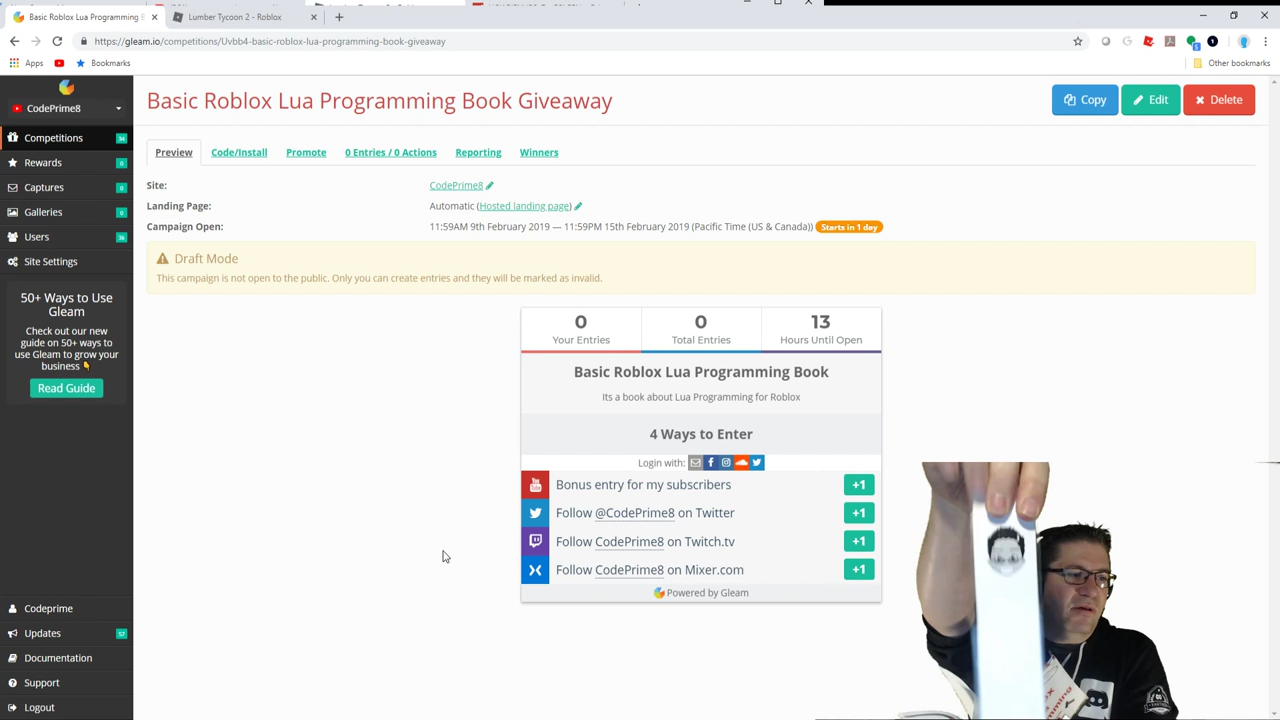 Basic Roblox Lua Programming B
Lumber Tycoon 2 - Roblox
https://gleam.io/competitions/Uvbb4-basic-roblox-lua-programming-book-giveaway
Apps
Bookmarks
Other bookmarks
CodePrime8
Competitions 34
Rewards 0
Captures 0
Galleries 0
Users 36
Site Settings
50+ Ways to Use
Gleam
Check out our new
guide on 50+ ways to
use Gleam to grow your
business
Read Guide
Codeprime
Updates 57
Documentation
Support
Logout
Basic Roblox Lua Programming Book Giveaway
Copy
Edit
Delete
Preview
Code/Install
Promote
0 Entries / 0 Actions
Reporting
Winners
Site: CodePrime8
Landing Page: Automatic (Hosted landing page)
Campaign Open: 11:59AM 9th February 2019 — 11:59PM 15th February 2019 (Pacific Time (US & Canada)) Starts in 1 day
Draft Mode
This campaign is not open to the public. Only you can create entries and they will be marked as invalid.
0 0 13
Your Entries Total Entries Hours Until Open
Basic Roblox Lua Programming Book
Its a book about Lua Programming for Roblox
4 Ways to Enter
Login with:
Bonus entry for my subscribers +1
Follow @CodePrime8 on Twitter +1
Follow CodePrime8 on Twitch.tv +1
Follow CodePrime8 on Mixer.com +1
Powered by Gleam